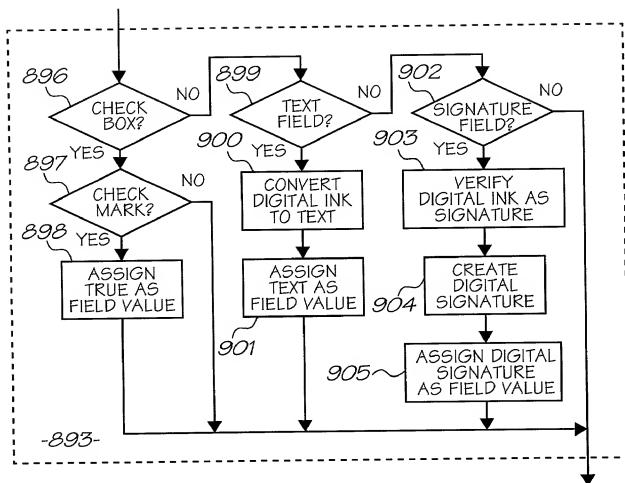 896
CHECK
BOX?
NO
YES
897
CHECK
MARK?
NO
YES
898
ASSIGN
TRUE AS
FIELD VALUE
899
TEXT
FIELD?
NO
YES
900
CONVERT
DIGITAL INK
TO TEXT
ASSIGN
TEXT AS
FIELD VALUE
901
902
SIGNATURE
FIELD?
NO
YES
903
VERIFY
DIGITAL INK AS
SIGNATURE
CREATE
DIGITAL
SIGNATURE
904
ASSIGN DIGITAL
SIGNATURE
AS FIELD VALUE
905
-893-